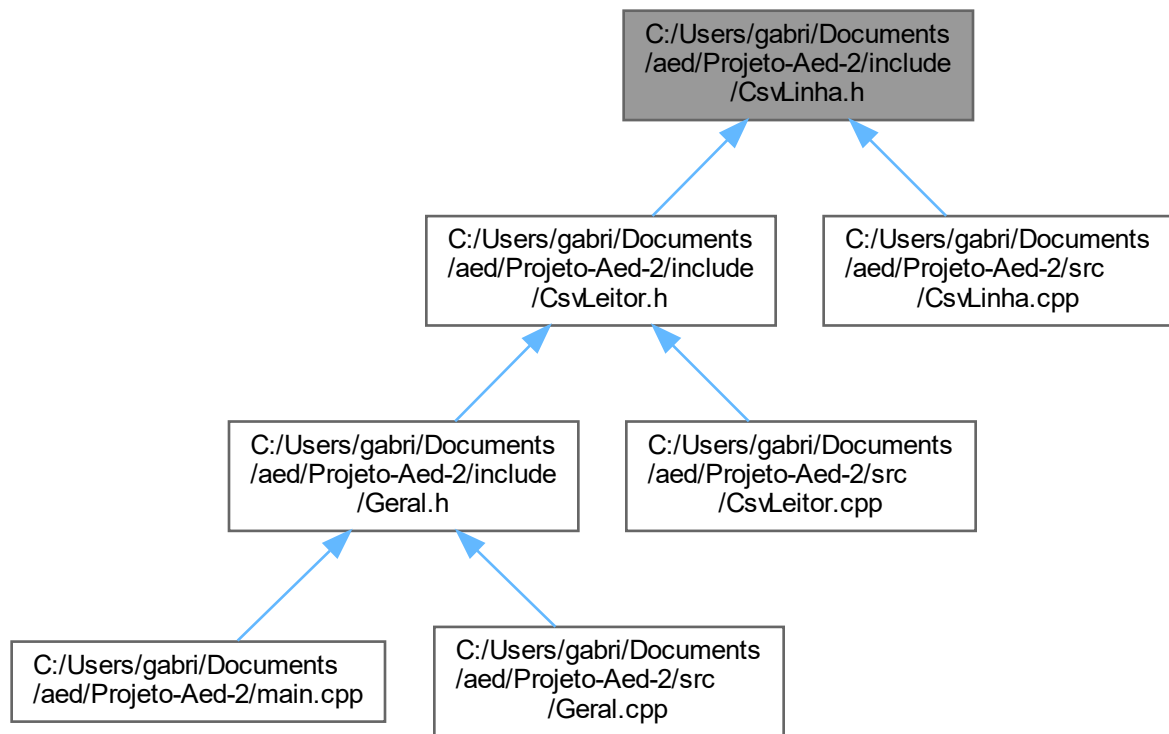 C:/Users/gabri/Documents
/aed/Projeto-Aed-2/include
/CsvLinha.h
C:/Users/gabri/Documents
/aed/Projeto-Aed-2/include
/CsvLeitor.h
C:/Users/gabri/Documents
/aed/Projeto-Aed-2/src
/CsvLinha.cpp
C:/Users/gabri/Documents
/aed/Projeto-Aed-2/include
/Geral.h
C:/Users/gabri/Documents
/aed/Projeto-Aed-2/src
/CsvLeitor.cpp
C:/Users/gabri/Documents
/aed/Projeto-Aed-2/main.cpp
C:/Users/gabri/Documents
/aed/Projeto-Aed-2/src
/Geral.cpp